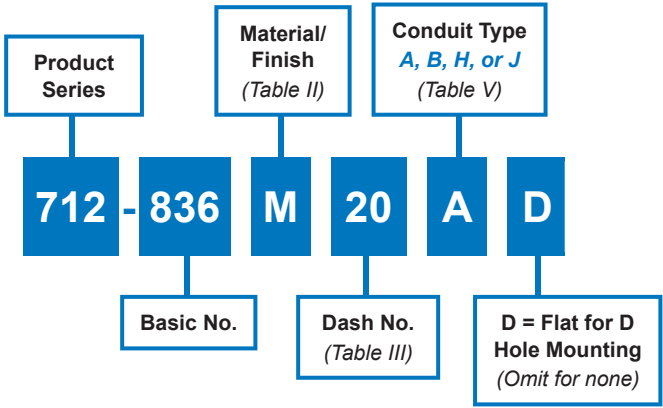 Product
Series
Material/
Finish
(Table II)
Conduit Type
A, B, H, or J
(Table V)
712 - 836 M 20 A D
Basic No.
Dash No.
(Table III)
D = Flat for D
Hole Mounting
(Omit for none)